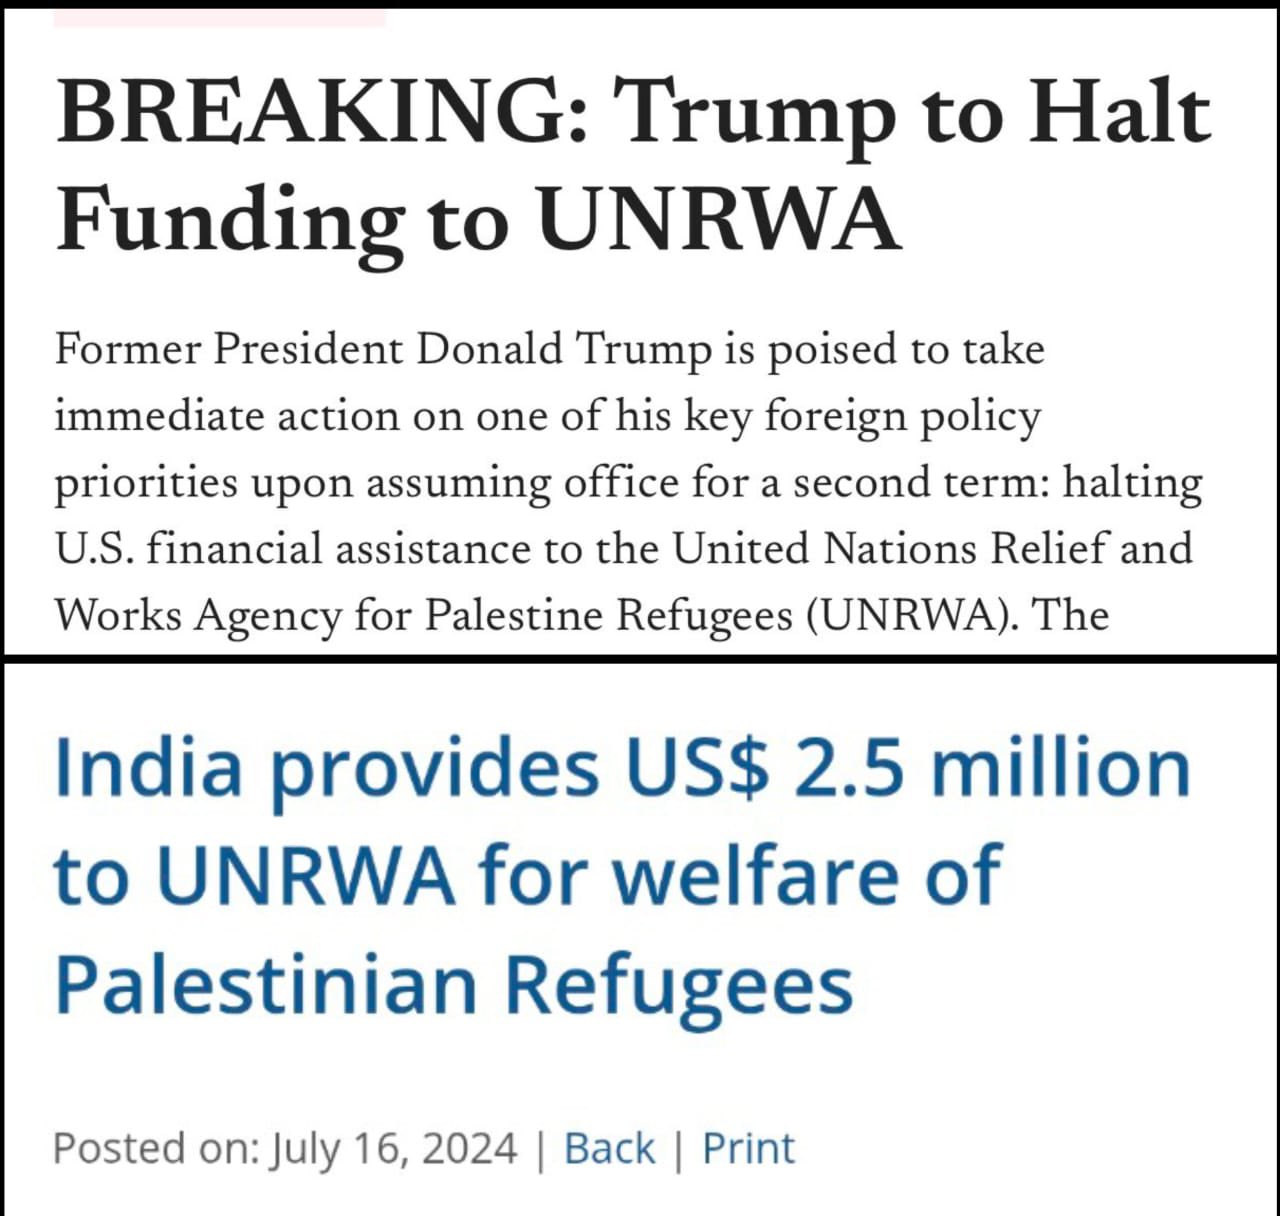 BREAKING: Trump to Halt
Funding to UNRWA
Former President Donald Trump is poised to take
immediate action on one of his key foreign policy
priorities upon assuming office for a second term: halting
U.S. financial assistance to the United Nations Relief and
Works Agency for Palestine Refugees (UNRWA). The
India provides US$ 2.5 million
to UNRWA for welfare of
Palestinian Refugees
Posted on: July 16, 2024 | Back | Print